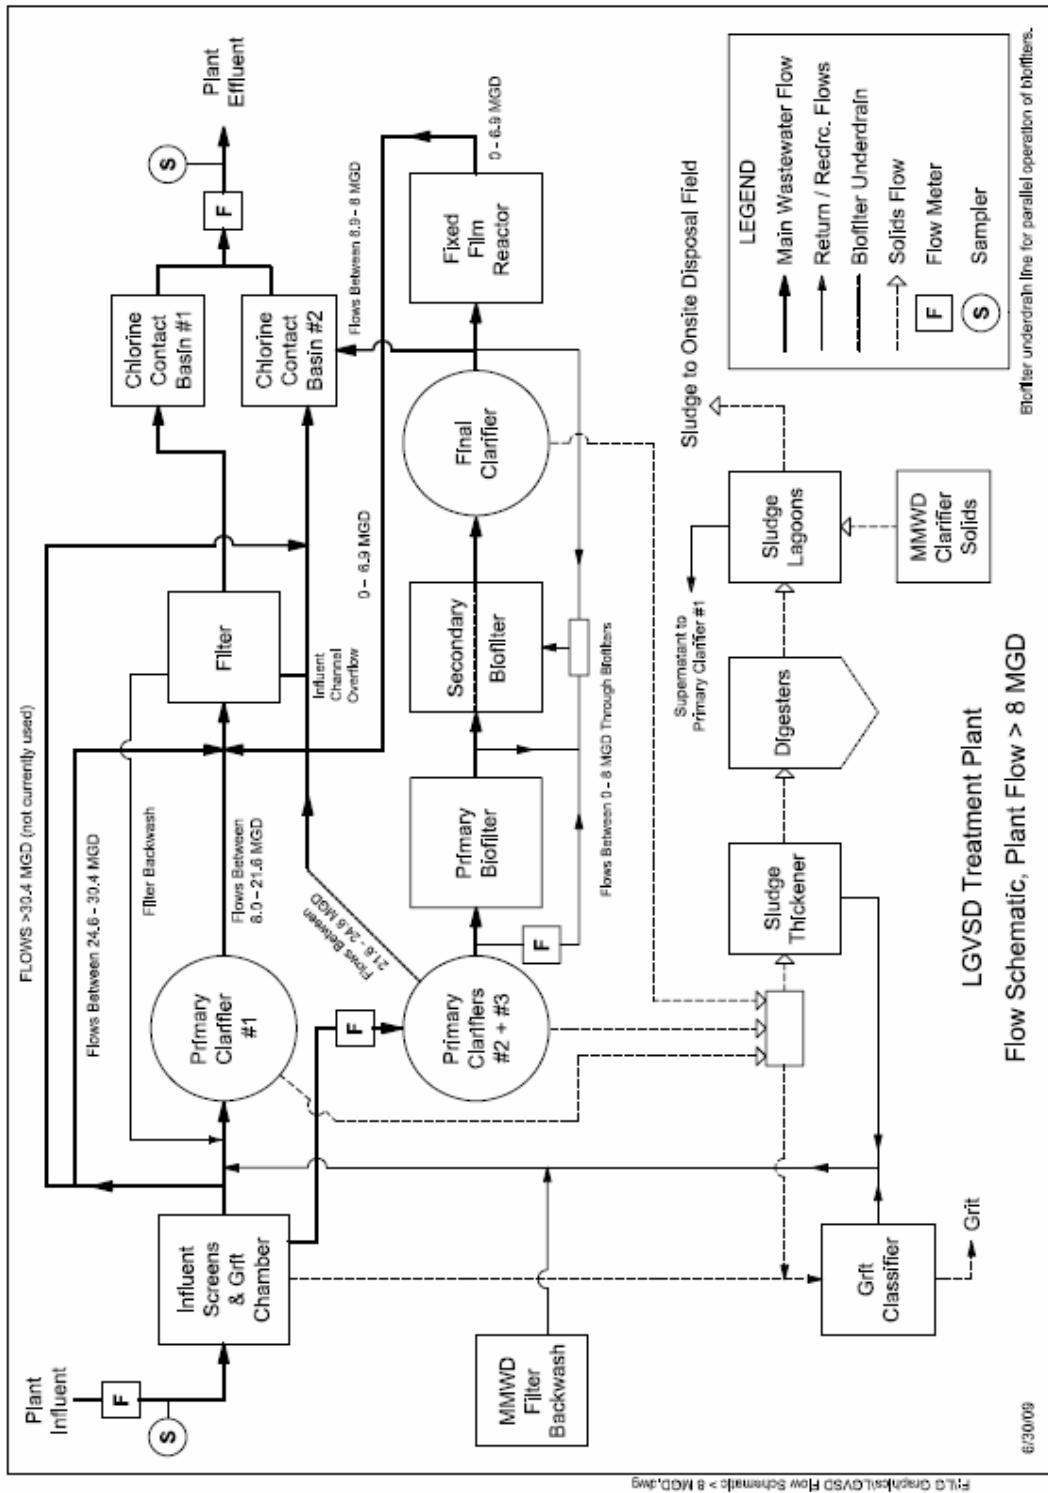 Plant
Influent
F
S
Influent
Screens
& Grit
Chamber
FLOWS >30.4 MGD (not currently used)
Flows Between 24.6 - 30.4 MGD
Filter Backwash
Primary
Clarifier
#1
Flows Between
8.0 - 21.6 MGD
Filter
Influent
Channel
Overflow
Chlorine
Contact
Basin #1
Chlorine
Contact
Basin #2
F
S
Plant
Effluent
0 - 6.9 MGD
Flows Between 8.9 - 8 MGD
F
Flows Between
21.6 - 24.6 MGD
Primary
Clarifiers
#2 + #3
F
Primary
Biofilter
Secondary
Biofilter
Final
Clarifier
Fixed
Film
Reactor
0 - 6.9 MGD
Flows Between 0 - 8 MGD Through Biofilters
MMWD
Filter
Backwash
Grit
Classifier
Grit
Sludge
Thickener
Digesters
Sludge
Lagoons
Supernatant to
Primary Clarifier #1
MMWD
Clarifier
Solids
Sludge to Onsite Disposal Field
LEGEND
Main Wastewater Flow
Return / Recirc. Flows
Biofilter Underdrain
Solids Flow
F Flow Meter
S Sampler
Biofilter underdrain line for parallel operation of biofilters.
LGVSD Treatment Plant
Flow Schematic, Plant Flow > 8 MGD
6/30/09
F:\LG Graphics\LGVSD Flow Schematic > 8 MGD.dwg